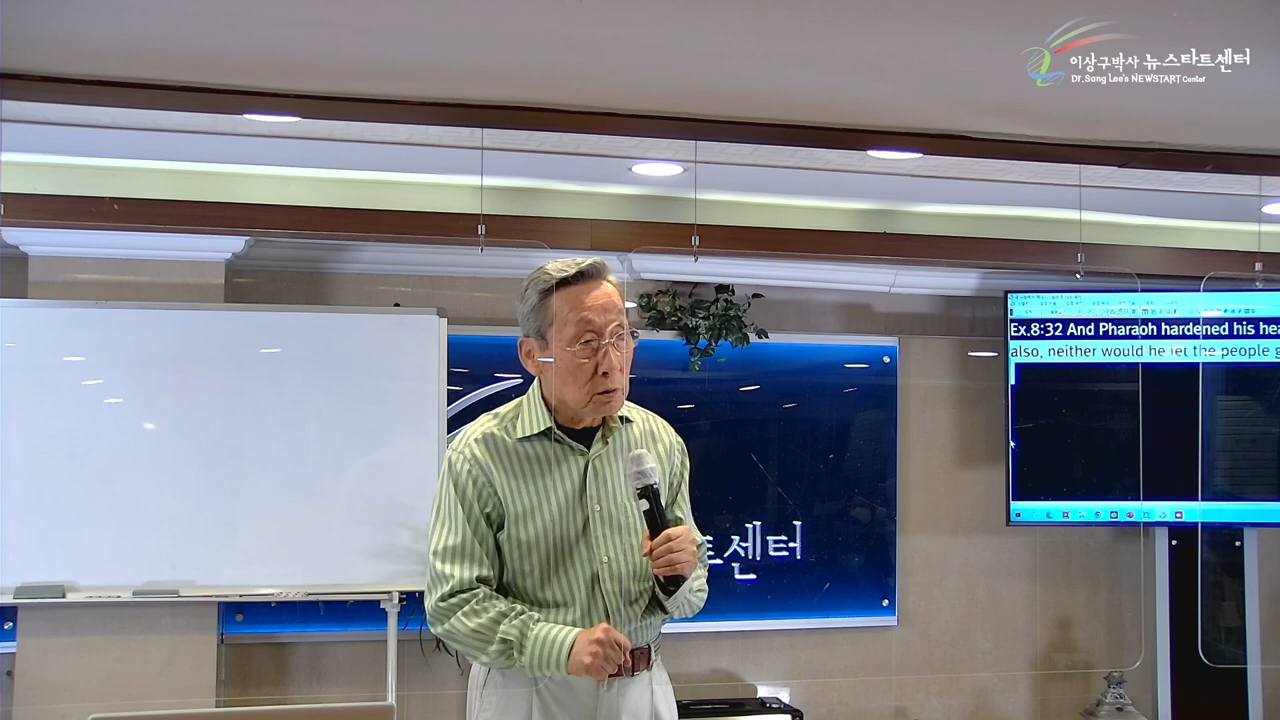 이상구박사 뉴스타트센터
Dr. Sang Lee's NEWSTART Center
Ex.8:32 And Pharaoh hardened his hea
also, neither would he let the people g
트센터